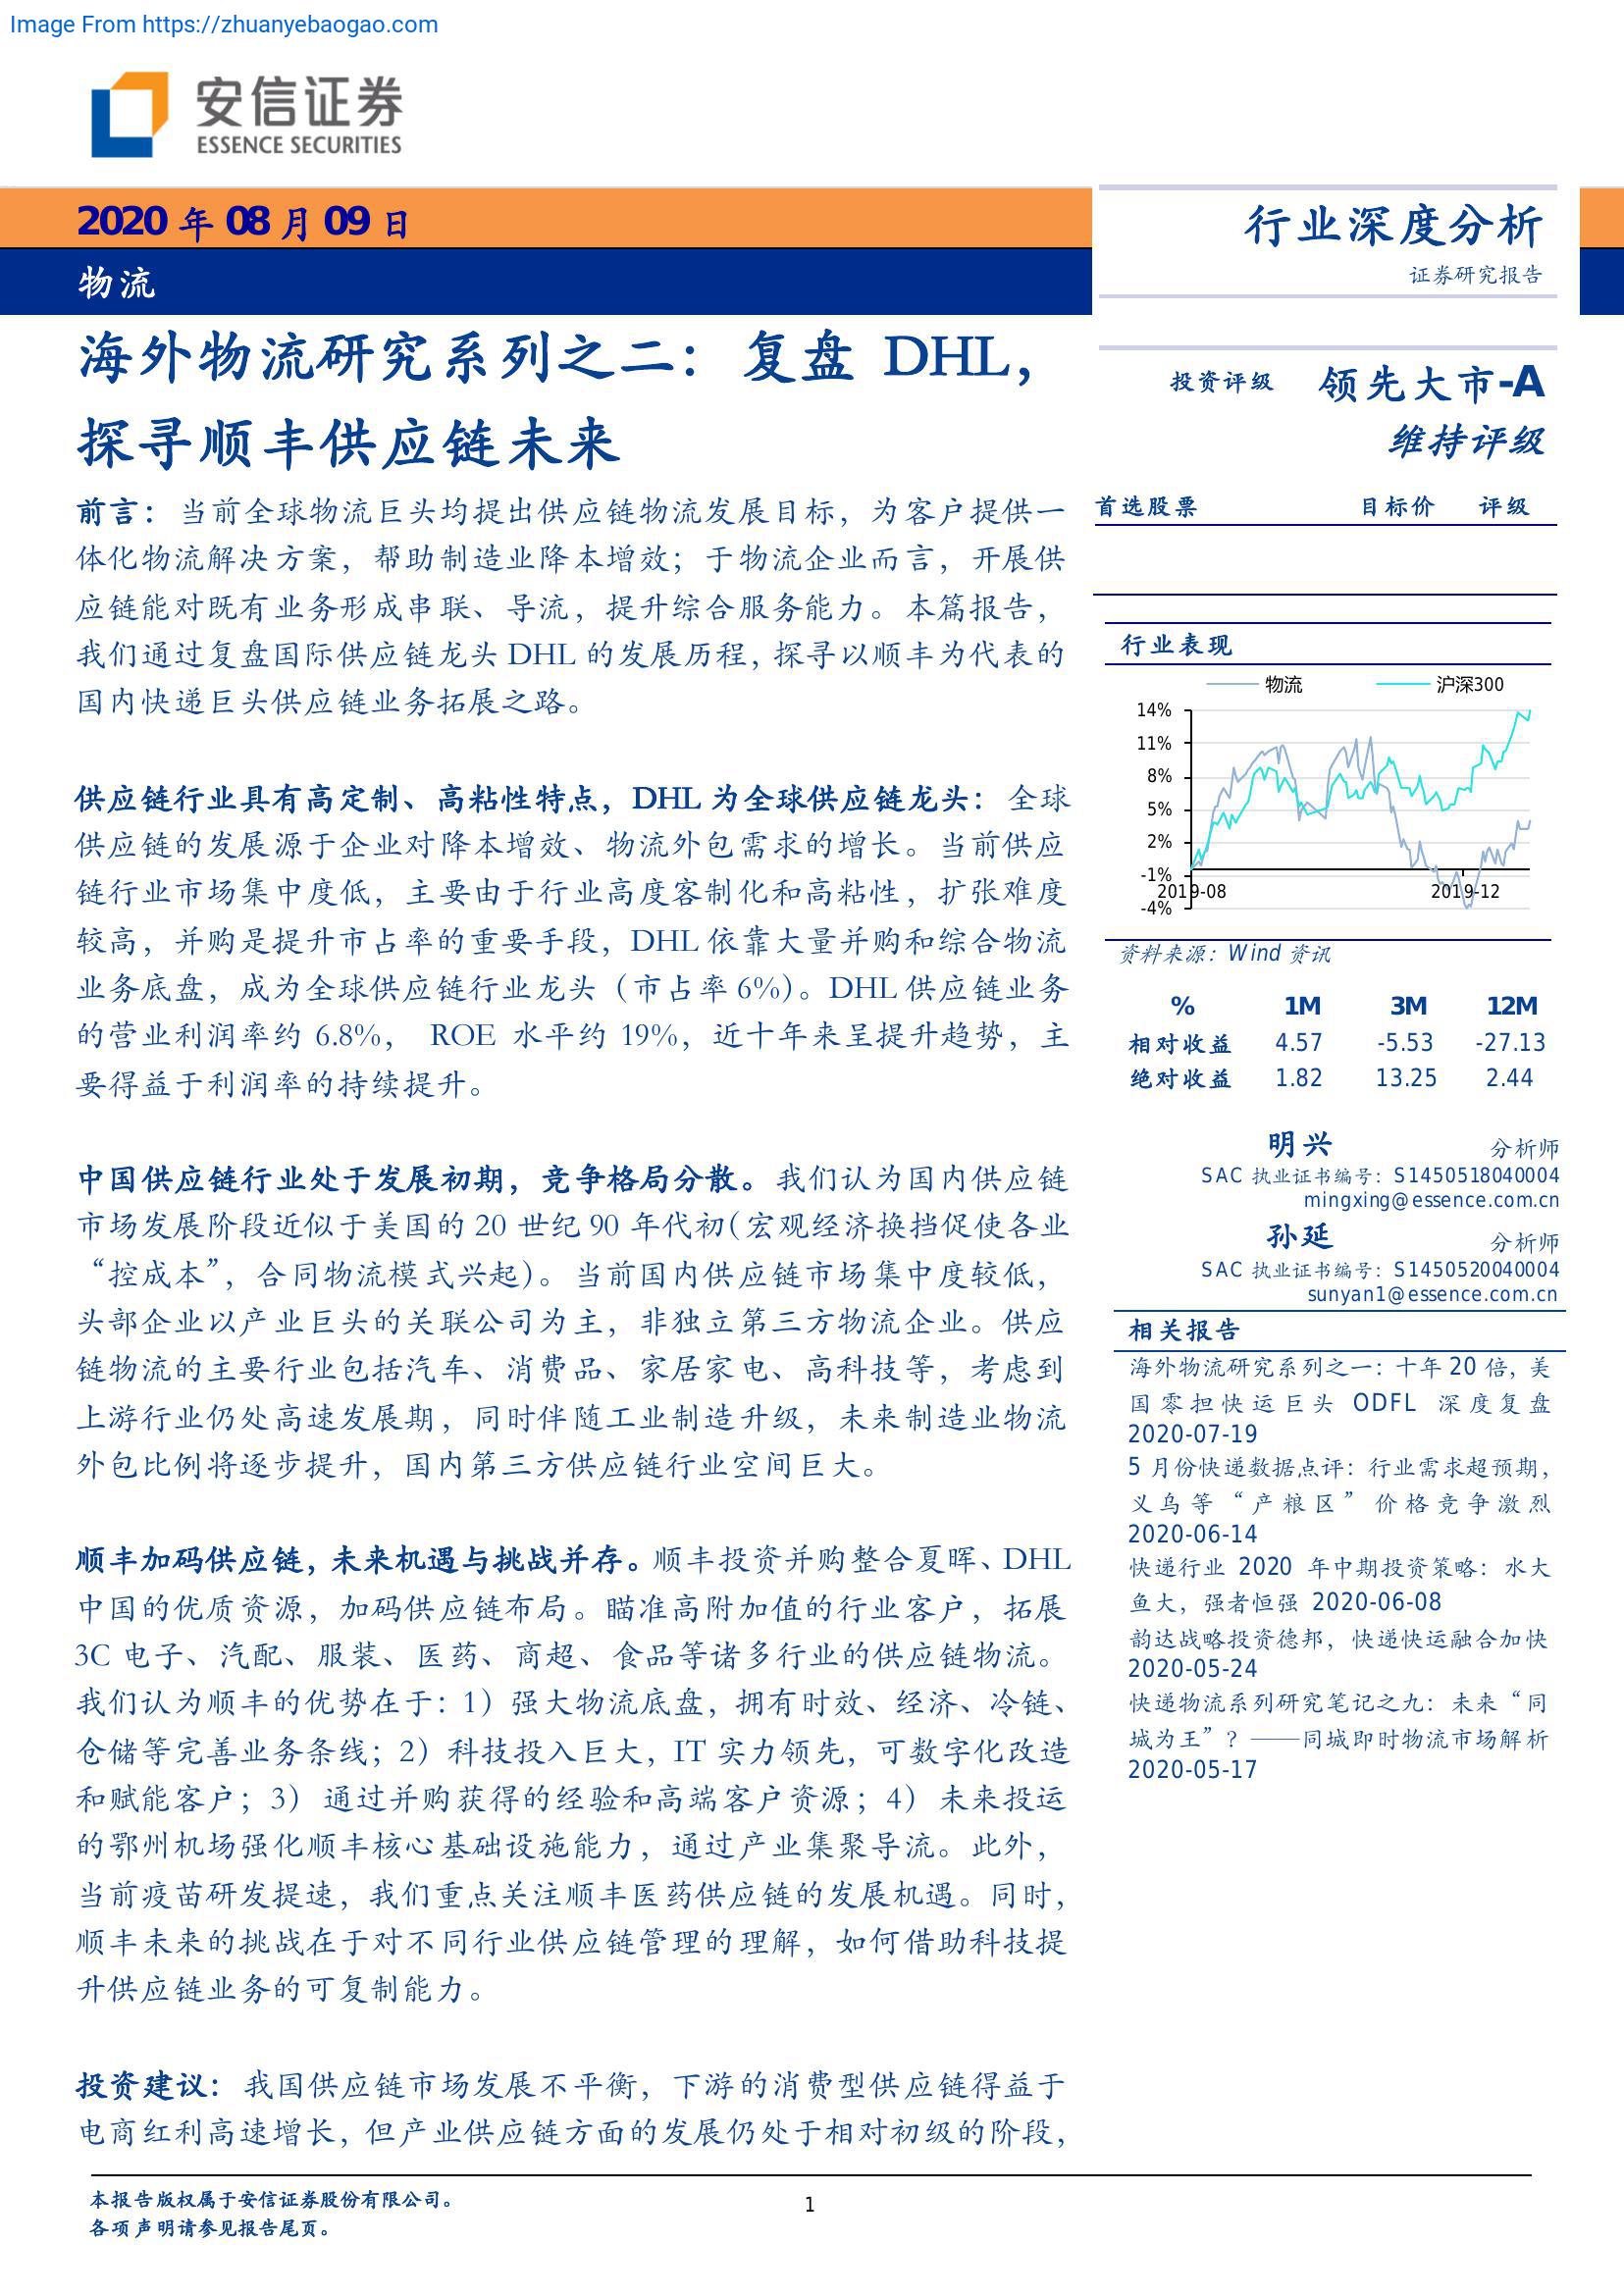 Image From https://zhuanyebaogao.com
安信证券
ESSENCE SECURITIES
2020 年 08 月 09 日
物流
海外物流研究系列之二：复盘 DHL，
探寻顺丰供应链未来
前言：当前全球物流巨头均提出供应链物流发展目标，为客户提供一
体化物流解决方案，帮助制造业降本增效；于物流企业而言，开展供
应链能对既有业务形成串联、导流，提升综合服务能力。本篇报告，
我们通过复盘国际供应链龙头 DHL 的发展历程，探寻以顺丰为代表的
国内快递巨头供应链业务拓展之路。
供应链行业具有高定制、高粘性特点，DHL 为全球供应链龙头：全球
供应链的发展源于企业对降本增效、物流外包需求的增长。当前供应
链行业市场集中度低，主要由于行业高度客制化和高粘性，扩张难度
较高，并购是提升市占率的重要手段，DHL 依靠大量并购和综合物流
业务底盘，成为全球供应链行业龙头（市占率 6%）。DHL 供应链业务
的营业利润率约 6.8%， ROE 水平约 19%，近十年来呈提升趋势，主
要得益于利润率的持续提升。
中国供应链行业处于发展初期，竞争格局分散。我们认为国内供应链
市场发展阶段近似于美国的 20 世纪 90 年代初(宏观经济换挡促使各业
“控成本”，合同物流模式兴起)。当前国内供应链市场集中度较低，
头部企业以产业巨头的关联公司为主，非独立第三方物流企业。供应
链物流的主要行业包括汽车、消费品、家居家电、高科技等，考虑到
上游行业仍处高速发展期，同时伴随工业制造升级，未来制造业物流
外包比例将逐步提升，国内第三方供应链行业空间巨大。
顺丰加码供应链，未来机遇与挑战并存。顺丰投资并购整合夏晖、DHL
中国的优质资源，加码供应链布局。瞄准高附加值的行业客户，拓展
3C 电子、汽配、服装、医药、商超、食品等诸多行业的供应链物流。
我们认为顺丰的优势在于：1）强大物流底盘，拥有时效、经济、冷链、
仓储等完善业务条线；2）科技投入巨大，IT 实力领先，可数字化改造
和赋能客户；3）通过并购获得的经验和高端客户资源；4）未来投运
的鄂州机场强化顺丰核心基础设施能力，通过产业集聚导流。此外，
当前疫苗研发提速，我们重点关注顺丰医药供应链的发展机遇。同时，
顺丰未来的挑战在于对不同行业供应链管理的理解，如何借助科技提
升供应链业务的可复制能力。
投资建议：我国供应链市场发展不平衡，下游的消费型供应链得益于
电商红利高速增长，但产业供应链方面的发展仍处于相对初级的阶段，
行业深度分析
证券研究报告
投资评级 领先大市-A
维持评级
首选股票 目标价 评级
行业表现
物流 沪深300
14%
11%
8%
5%
2%
-1%
-4%
2019-08 2019-12
资料来源：Wind 资讯
% 1M 3M 12M
相对收益 4.57 -5.53 -27.13
绝对收益 1.82 13.25 2.44
明兴 分析师
SAC 执业证书编号：S1450518040004
mingxing@essence.com.cn
孙延 分析师
SAC 执业证书编号：S1450520040004
sunyan1@essence.com.cn
相关报告
海外物流研究系列之一：十年 20 倍，美
国零担快运巨头 ODFL 深度复盘
2020-07-19
5 月份快递数据点评：行业需求超预期，
义乌等“产粮区”价格竞争激烈
2020-06-14
快递行业 2020 年中期投资策略：水大
鱼大，强者恒强 2020-06-08
韵达战略投资德邦，快递快运融合加快
2020-05-24
快递物流系列研究笔记之九：未来“同
城为王”？——同城即时物流市场解析
2020-05-17
本报告版权属于安信证券股份有限公司。
各项声明请参见报告尾页。
1